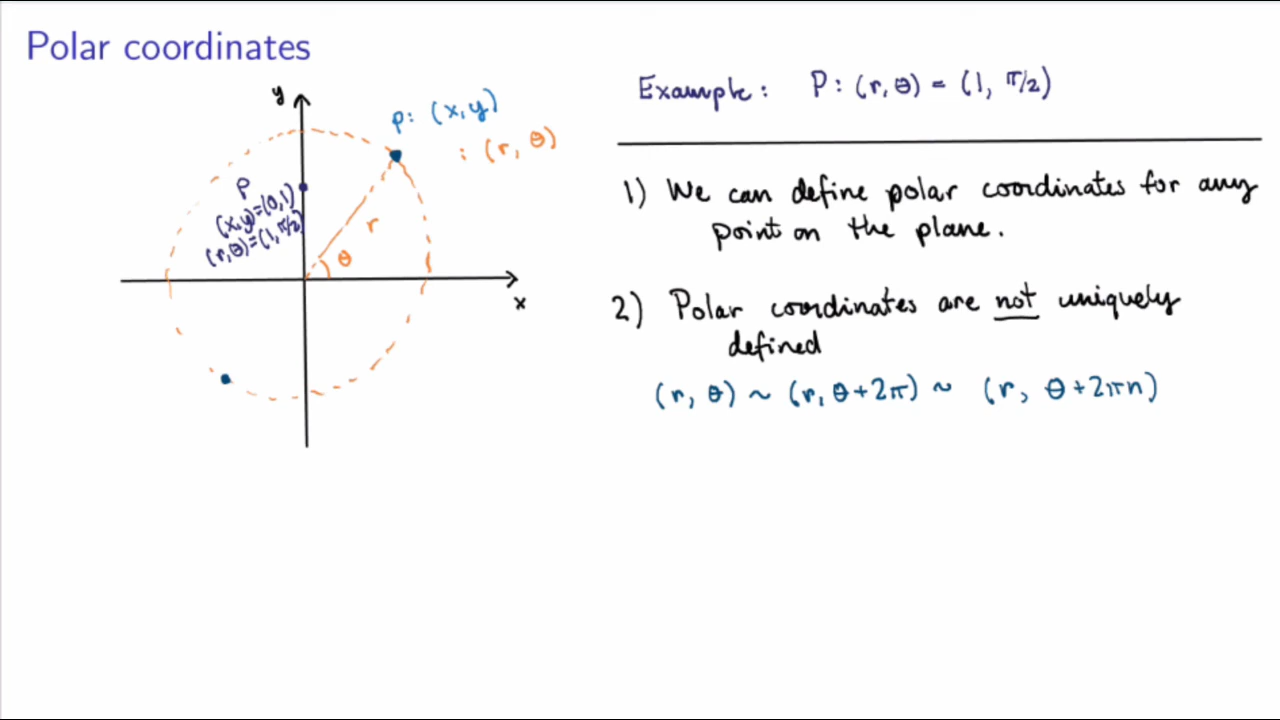 Polar coordinates
y
p: (x, y)
: (r, θ)
P
(x,y)=(0,1)
(r,θ)=(1, π/2)
r
θ
x
Example: P: (r, θ) = (1, π/2)
1) We can define polar coordinates for any
point on the plane.
2) Polar coordinates are not uniquely
defined
(r, θ) ~ (r, θ+2π) ~ (r, θ+2πn)